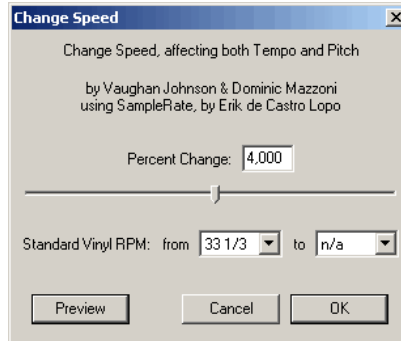 Change Speed
Change Speed, affecting both Tempo and Pitch
by Vaughan Johnson & Dominic Mazzoni
using SampleRate, by Erik de Castro Lopo
Percent Change: 4,000
Standard Vinyl RPM: from 33 1/3 to n/a
Preview Cancel OK